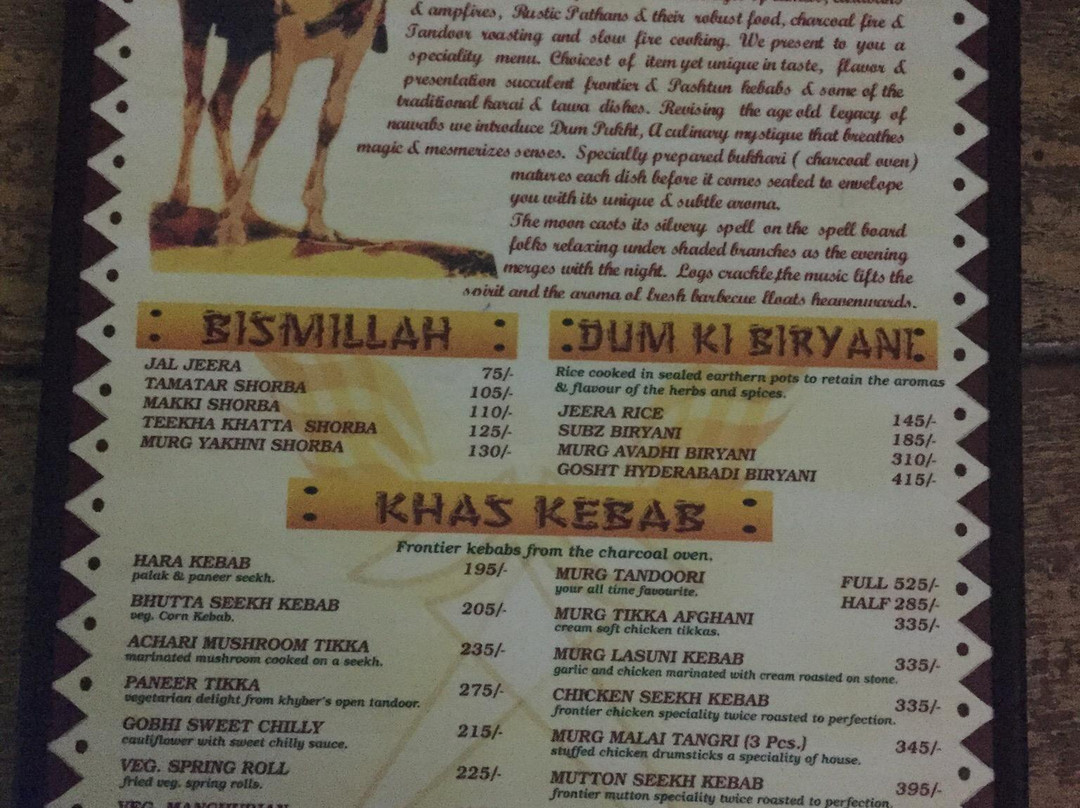 & campfires, Rustic Pathans & their robust food, charcoal fire &
Tandoor roasting and slow fire cooking. We present to you a
speciality menu. Choicest of item yet unique in taste, flavor &
presentation succulent frontier & Pashtun kebabs & some of the
traditional karai & tawa dishes. Revising the age old legacy of
nawabs we introduce Dum Pukht, A culinary mystique that breathes
magic & mesmerizes senses. Specially prepared bukhari ( charcoal oven)
matures each dish before it comes sealed to envelope
you with its unique & subtle aroma.
The moon casts its silvery spell on the spell board
folks relaxing under shaded branches as the evening
merges with the night. Logs crackle,the music lifts the
spirit and the aroma of fresh barbecue floats heavenwards.
BISMILLAH
JAL JEERA 75/-
TAMATAR SHORBA 105/-
MAKKI SHORBA 110/-
TEEKHA KHATTA SHORBA 125/-
MURG YAKHNI SHORBA 130/-
DUM KI BIRYANI
Rice cooked in sealed earthern pots to retain the aromas
& flavour of the herbs and spices.
JEERA RICE 145/-
SUBZ BIRYANI 185/-
MURG AVADHI BIRYANI 310/-
GOSHT HYDERABADI BIRYANI 415/-
KHAS KEBAB
Frontier kebabs from the charcoal oven.
HARA KEBAB 195/-
palak & paneer seekh.
BHUTTA SEEKH KEBAB 205/-
veg. Corn Kebab.
ACHARI MUSHROOM TIKKA 235/-
marinated mushroom cooked on a seekh.
PANEER TIKKA 275/-
vegetarian delight from khyber's open tandoor.
GOBHI SWEET CHILLY 215/-
cauliflower with sweet chilly sauce.
VEG. SPRING ROLL 225/-
fried veg. spring rolls.
VEG. MANCHURIAN
MURG TANDOORI FULL 525/-
your all time favourite. HALF 285/-
MURG TIKKA AFGHANI 335/-
cream soft chicken tikkas.
MURG LASUNI KEBAB 335/-
garlic and chicken marinated with cream roasted on stone.
CHICKEN SEEKH KEBAB 335/-
frontier chicken speciality twice roasted to perfection.
MURG MALAI TANGRI (3 Pcs.) 345/-
stuffed chicken drumsticks a speciality of house.
MUTTON SEEKH KEBAB 395/-
frontier mutton speciality twice roasted to perfection.